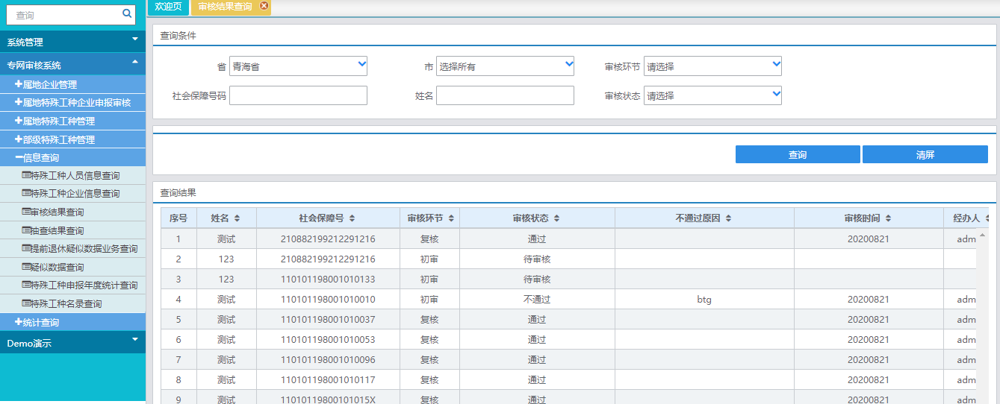 查询
系统管理
专网审核系统
属地企业管理
属地特殊工种企业申报审核
属地特殊工种管理
部级特殊工种管理
信息查询
特殊工种人员信息查询
特殊工种企业信息查询
审核结果查询
抽查结果查询
提前退休疑似数据业务查询
疑似数据查询
特殊工种申报年度统计查询
特殊工种名录查询
统计查询
Demo演示
欢迎页 审核结果查询
查询条件
省 青海省 市 选择所有 审核环节 请选择
社会保障号码 姓名 审核状态 请选择
查询 清屏
查询结果
序号 姓名 社会保障号 审核环节 审核状态 不通过原因 审核时间 经办人
1 测试 210882199212291216 复核 通过 20200821 adm
2 123 210882199212291216 初审 待审核
3 123 110101198001010133 初审 待审核
4 测试 110101198001010010 初审 不通过 btg 20200821 adm
5 测试 110101198001010037 复核 通过 20200821 adm
6 测试 110101198001010053 复核 通过 20200821 adm
7 测试 110101198001010096 复核 通过 20200821 adm
8 测试 110101198001010117 复核 通过 20200821 adm
9 测试 11010119800101015X 复核 通过 20200821 adm